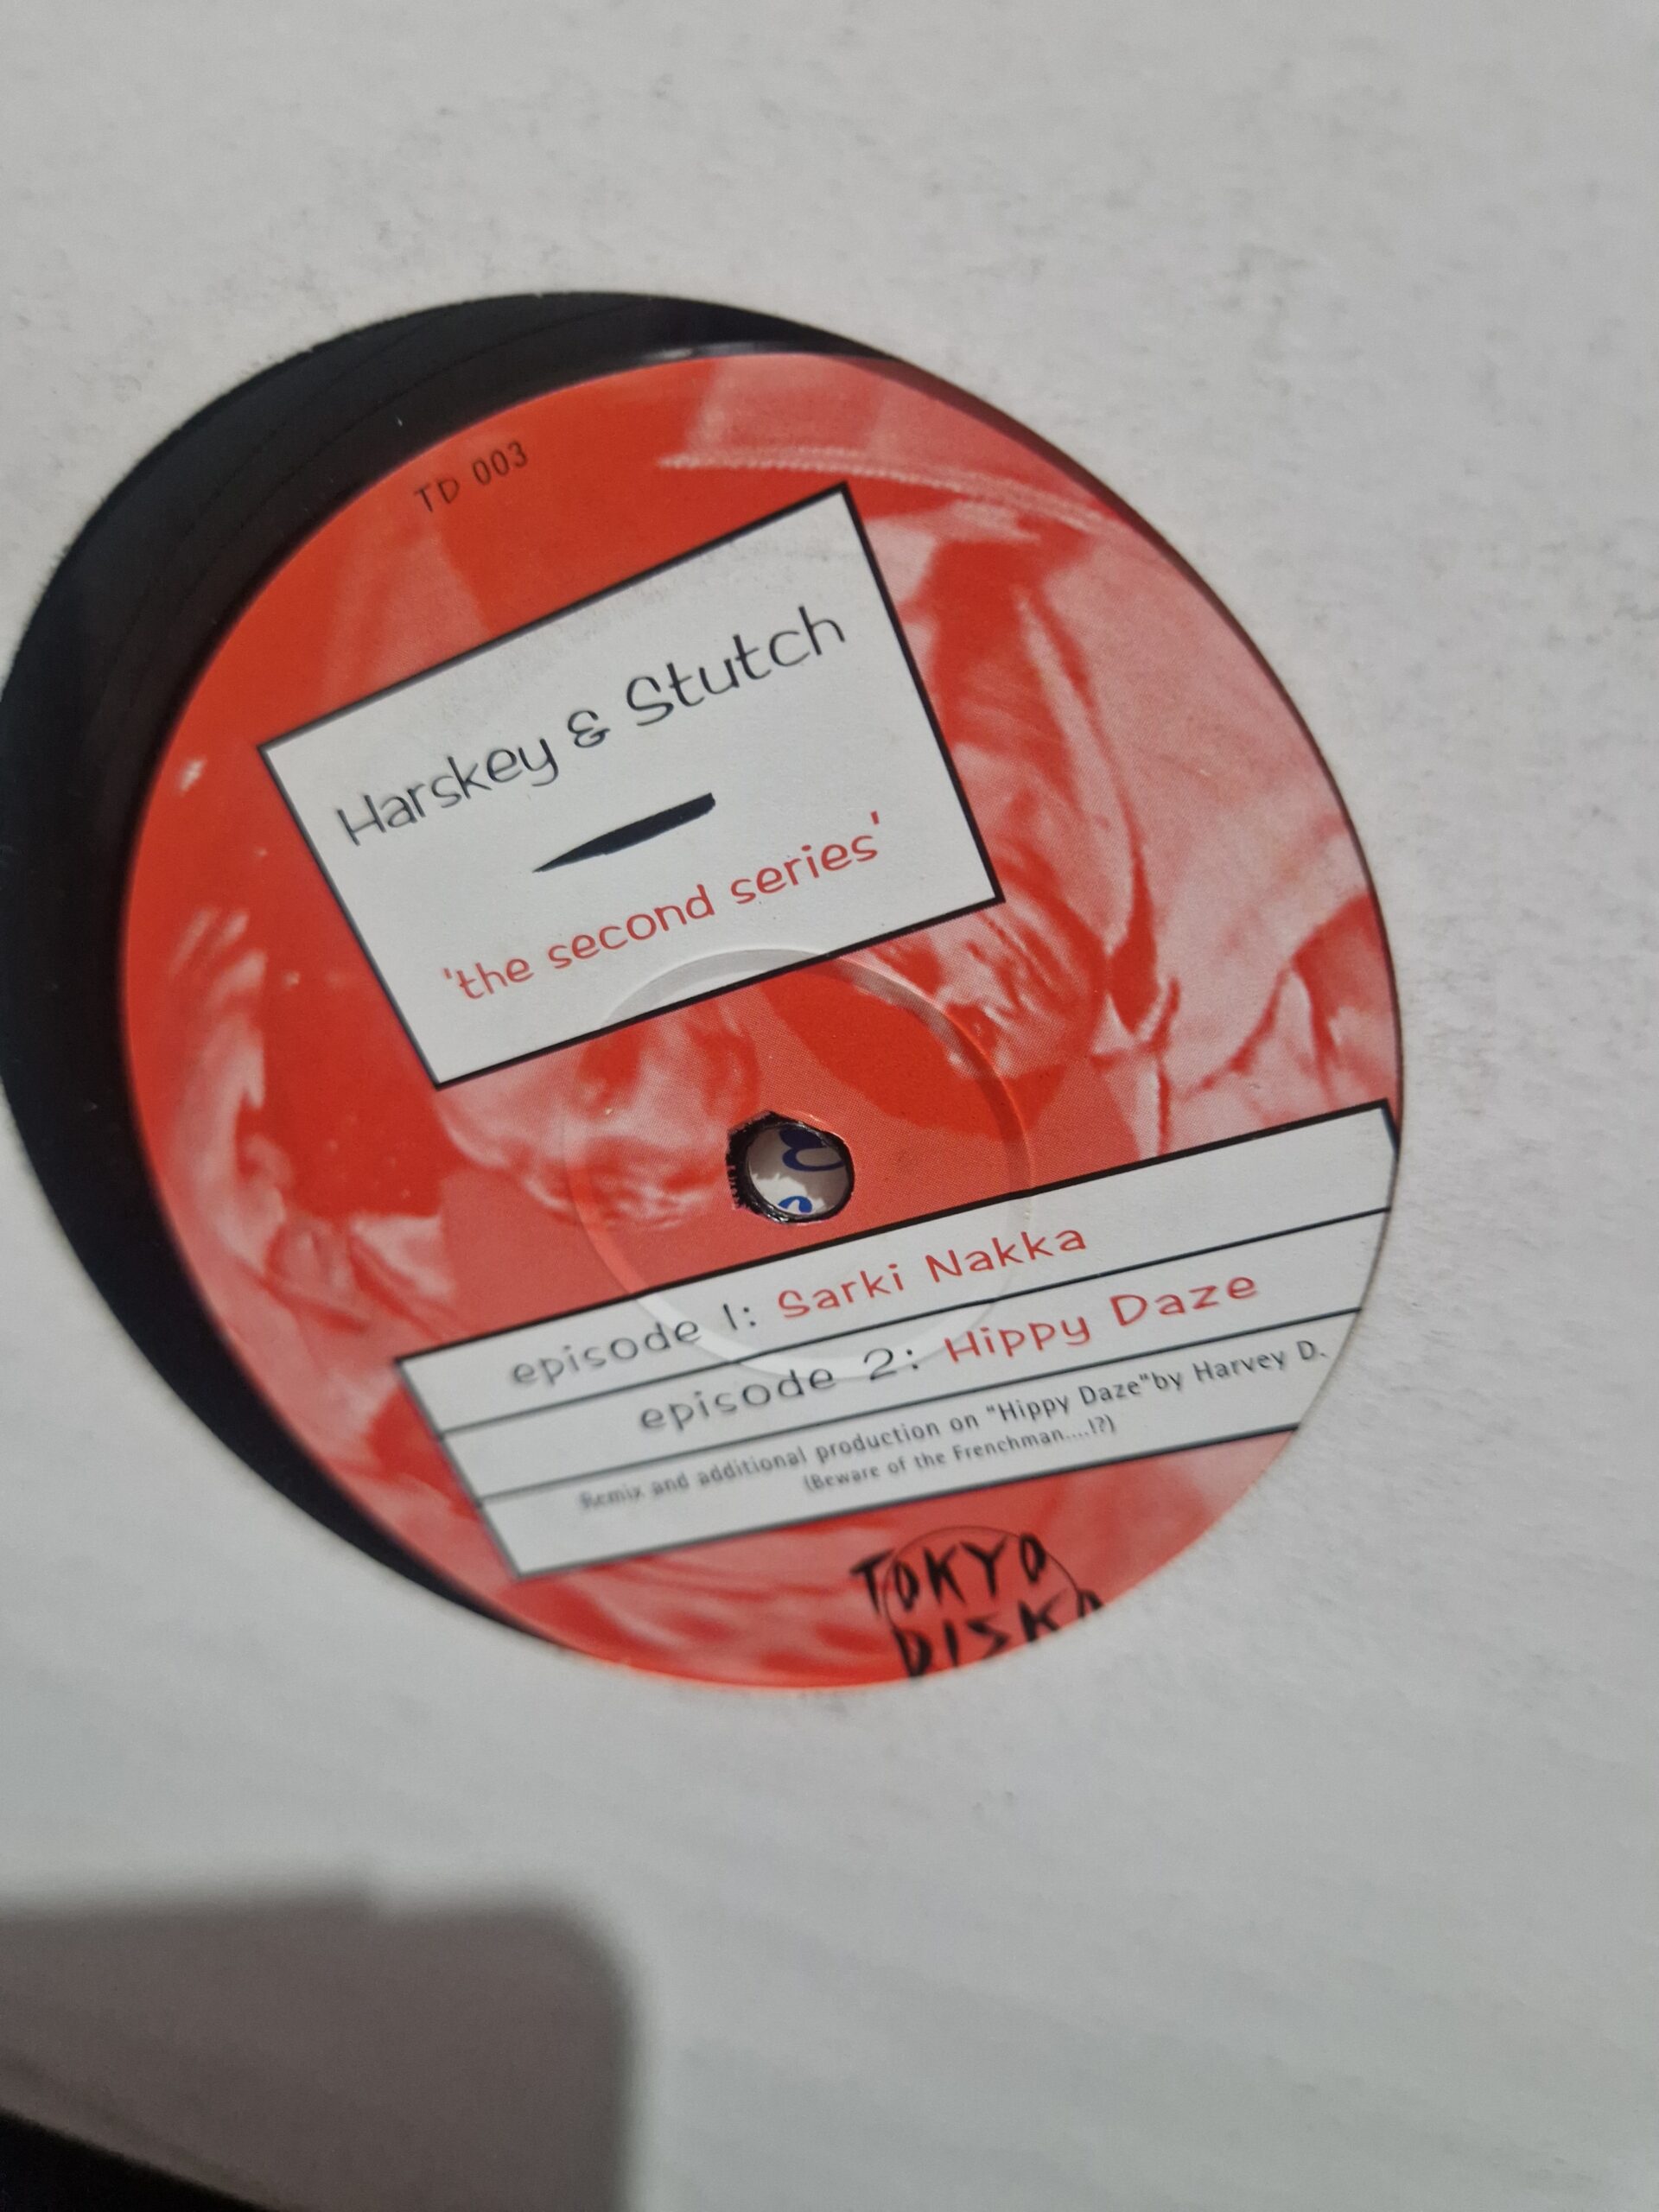 TD 003
Harskey & Stutch
'the second series'
episode 1: Sarki Nakka
episode 2: Hippy Daze
Remix and additional production on "Hippy Daze"by Harvey D.
(Beware of the Frenchman....!?)
TOKYO
DISKO